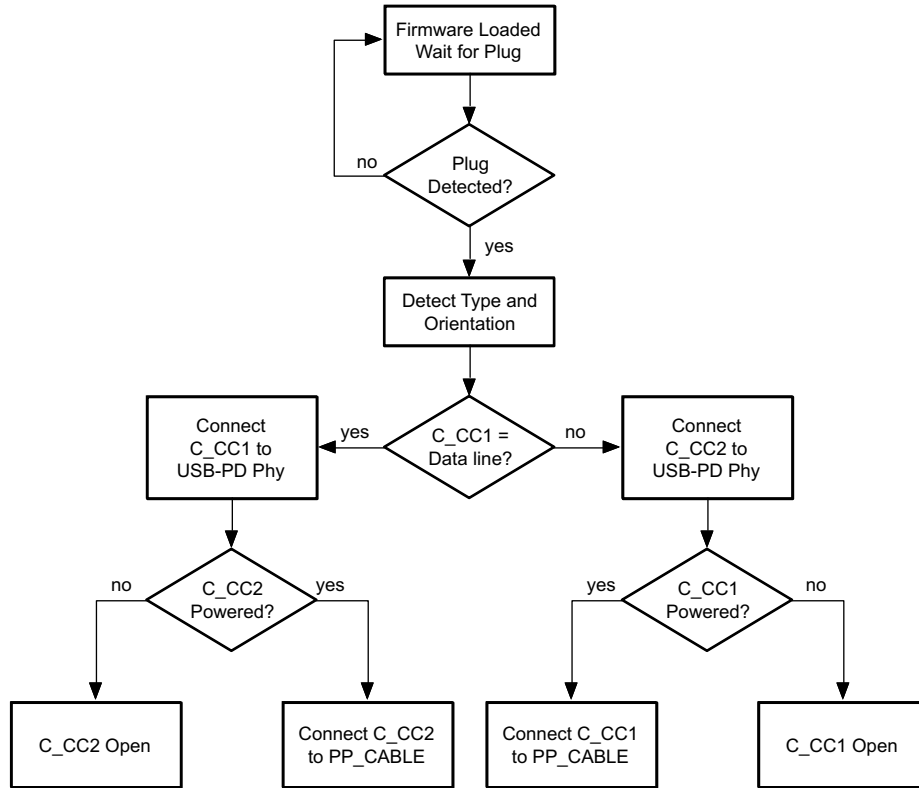 Firmware Loaded
Wait for Plug
no
Plug
Detected?
yes
Detect Type and
Orientation
Connect
C_CC1 to
USB-PD Phy
yes
C_CC1 =
Data line?
no
Connect
C_CC2 to
USB-PD Phy
no
C_CC2
Powered?
yes
yes
C_CC1
Powered?
no
C_CC2 Open
Connect C_CC2
to PP_CABLE
Connect C_CC1
to PP_CABLE
C_CC1 Open